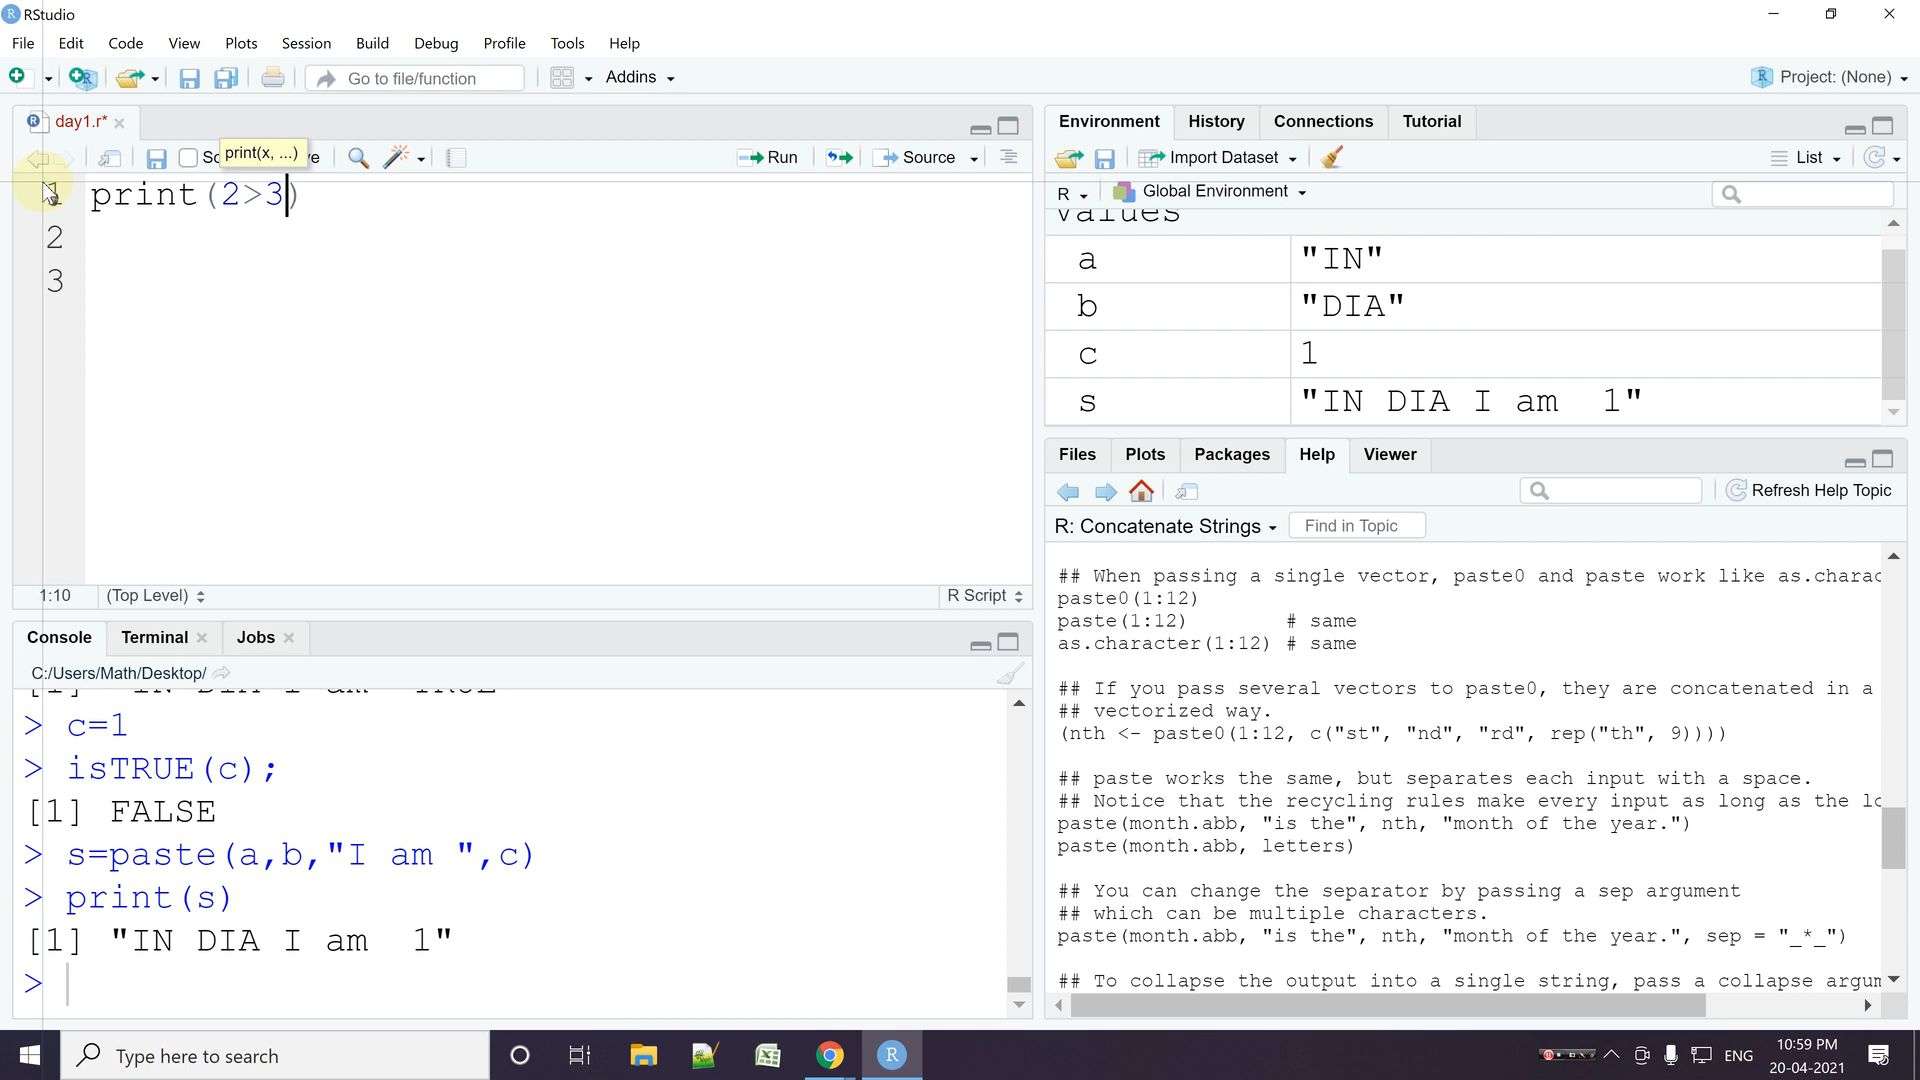 RStudio
File Edit Code View Plots Session Build Debug Profile Tools Help
Go to file/function Addins Project: (None)
day1.r*
print(x, ...)
Run Source
1 print(2>3)
2
3
1:10 (Top Level) R Script
Console Terminal Jobs
C:/Users/Math/Desktop/
[1] "IN DIA I am TRUE"
> c=1
> isTRUE(c);
[1] FALSE
> s=paste(a,b,"I am ",c)
> print(s)
[1] "IN DIA I am  1"
>
Environment History Connections Tutorial
Import Dataset List
R Global Environment
values
a "IN"
b "DIA"
c 1
s "IN DIA I am  1"
Files Plots Packages Help Viewer
Refresh Help Topic
R: Concatenate Strings Find in Topic
## When passing a single vector, paste0 and paste work like as.charac
paste0(1:12)
paste(1:12)        # same
as.character(1:12) # same
## If you pass several vectors to paste0, they are concatenated in a
## vectorized way.
(nth <- paste0(1:12, c("st", "nd", "rd", rep("th", 9))))
## paste works the same, but separates each input with a space.
## Notice that the recycling rules make every input as long as the lo
paste(month.abb, "is the", nth, "month of the year.")
paste(month.abb, letters)
## You can change the separator by passing a sep argument
## which can be multiple characters.
paste(month.abb, "is the", nth, "month of the year.", sep = "_*_")
## To collapse the output into a single string, pass a collapse argum
Type here to search
ENG
10:59 PM
20-04-2021